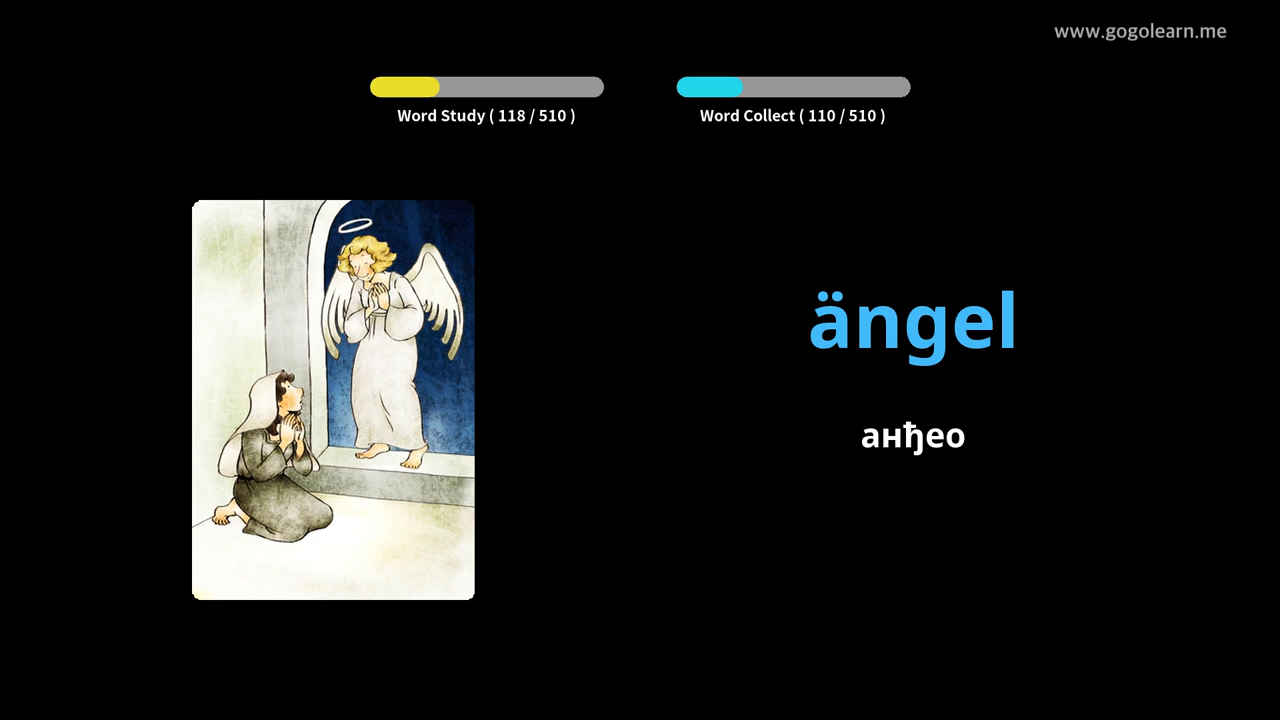 www.gogolearn.me
Word Study ( 118 / 510 )
Word Collect ( 110 / 510 )
ängel
анђео